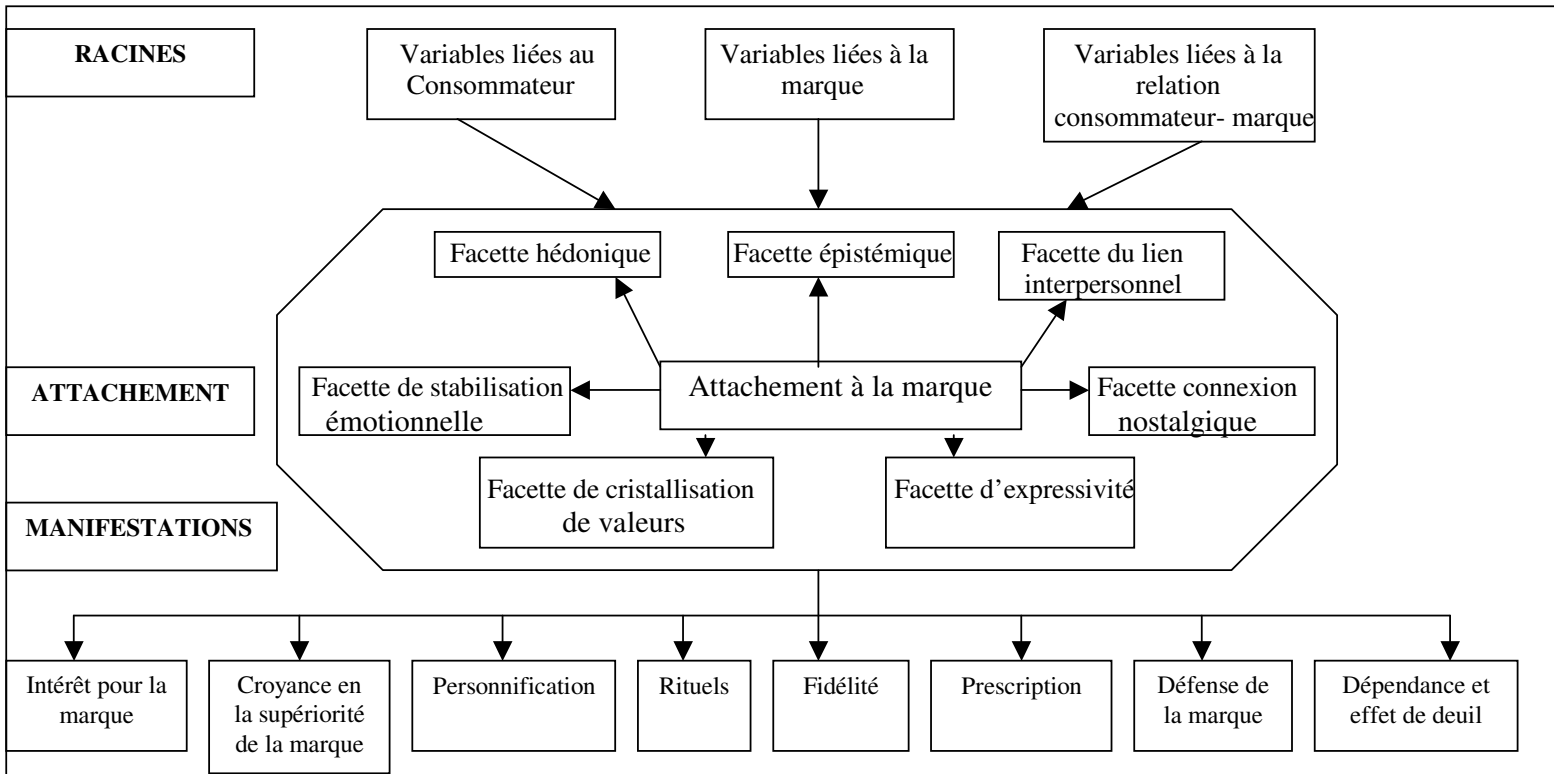 RACINES
Variables liées au
Consommateur
Variables liées à la
marque
Variables liées à la
relation
consommateur- marque
Facette hédonique
Facette épistémique
Facette du lien
interpersonnel
ATTACHEMENT
Facette de stabilisation
émotionnelle
Attachement à la marque
Facette connexion
nostalgique
Facette de cristallisation
de valeurs
Facette d’expressivité
MANIFESTATIONS
Intérêt pour la
marque
Croyance en
la supériorité
de la marque
Personnification
Rituels
Fidélité
Prescription
Défense de
la marque
Dépendance et
effet de deuil